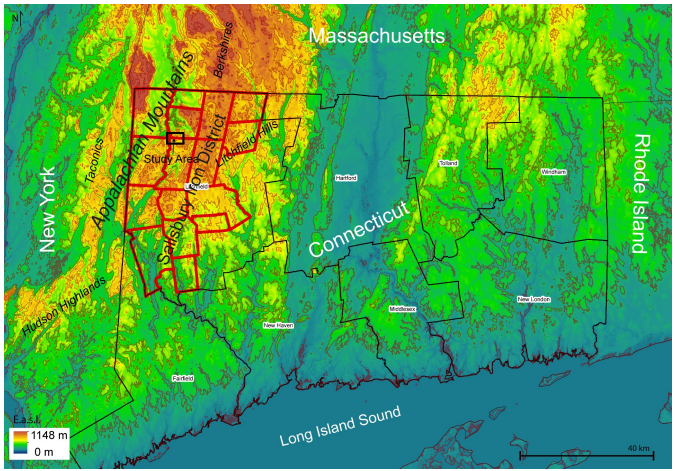 N
Massachusetts
Berkshires
Appalachian Mountains
Taconics
Litchfield Hills
Study Area
Salisbury Iron District
Litchfield
Hartford
Tolland
Windham
Rhode Island
New York
Connecticut
Hudson Highlands
New London
Middlesex
New Haven
Fairfield
Long Island Sound
E.a.s.l.
1148 m
0 m
40 km